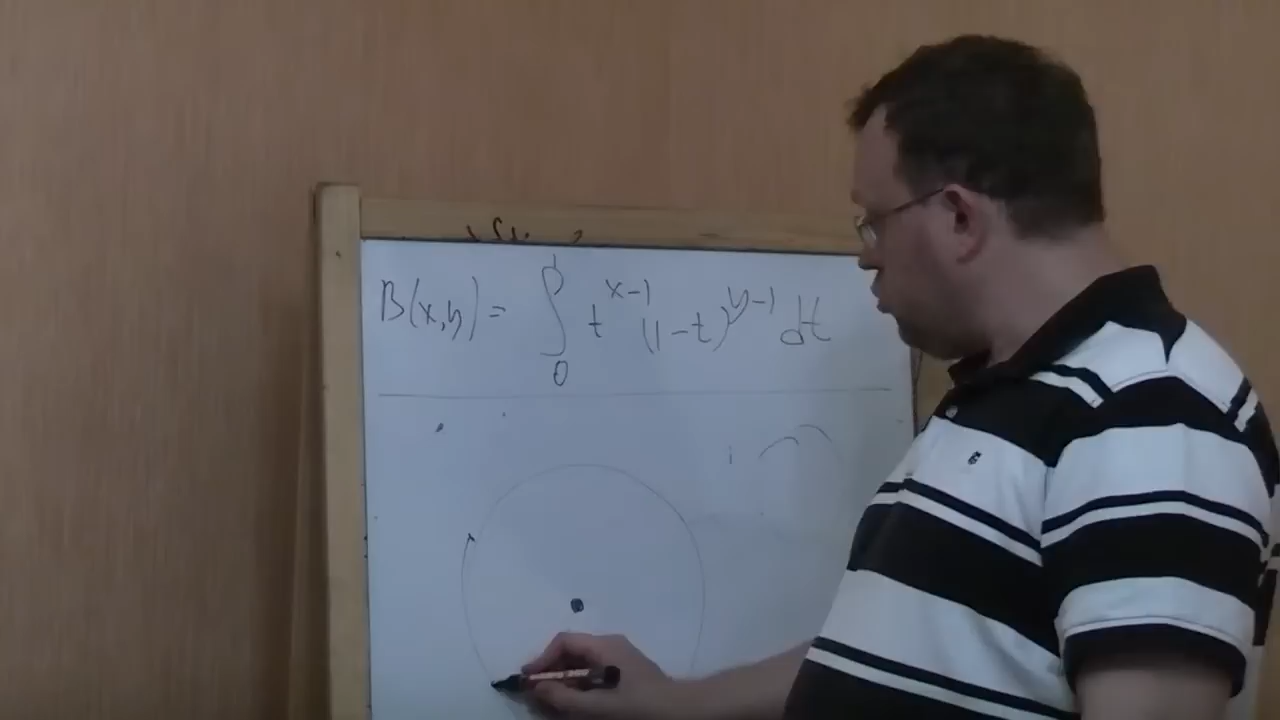 B(x,y) = ∫₀¹ t^{x-1} (1-t)^{y-1} dt